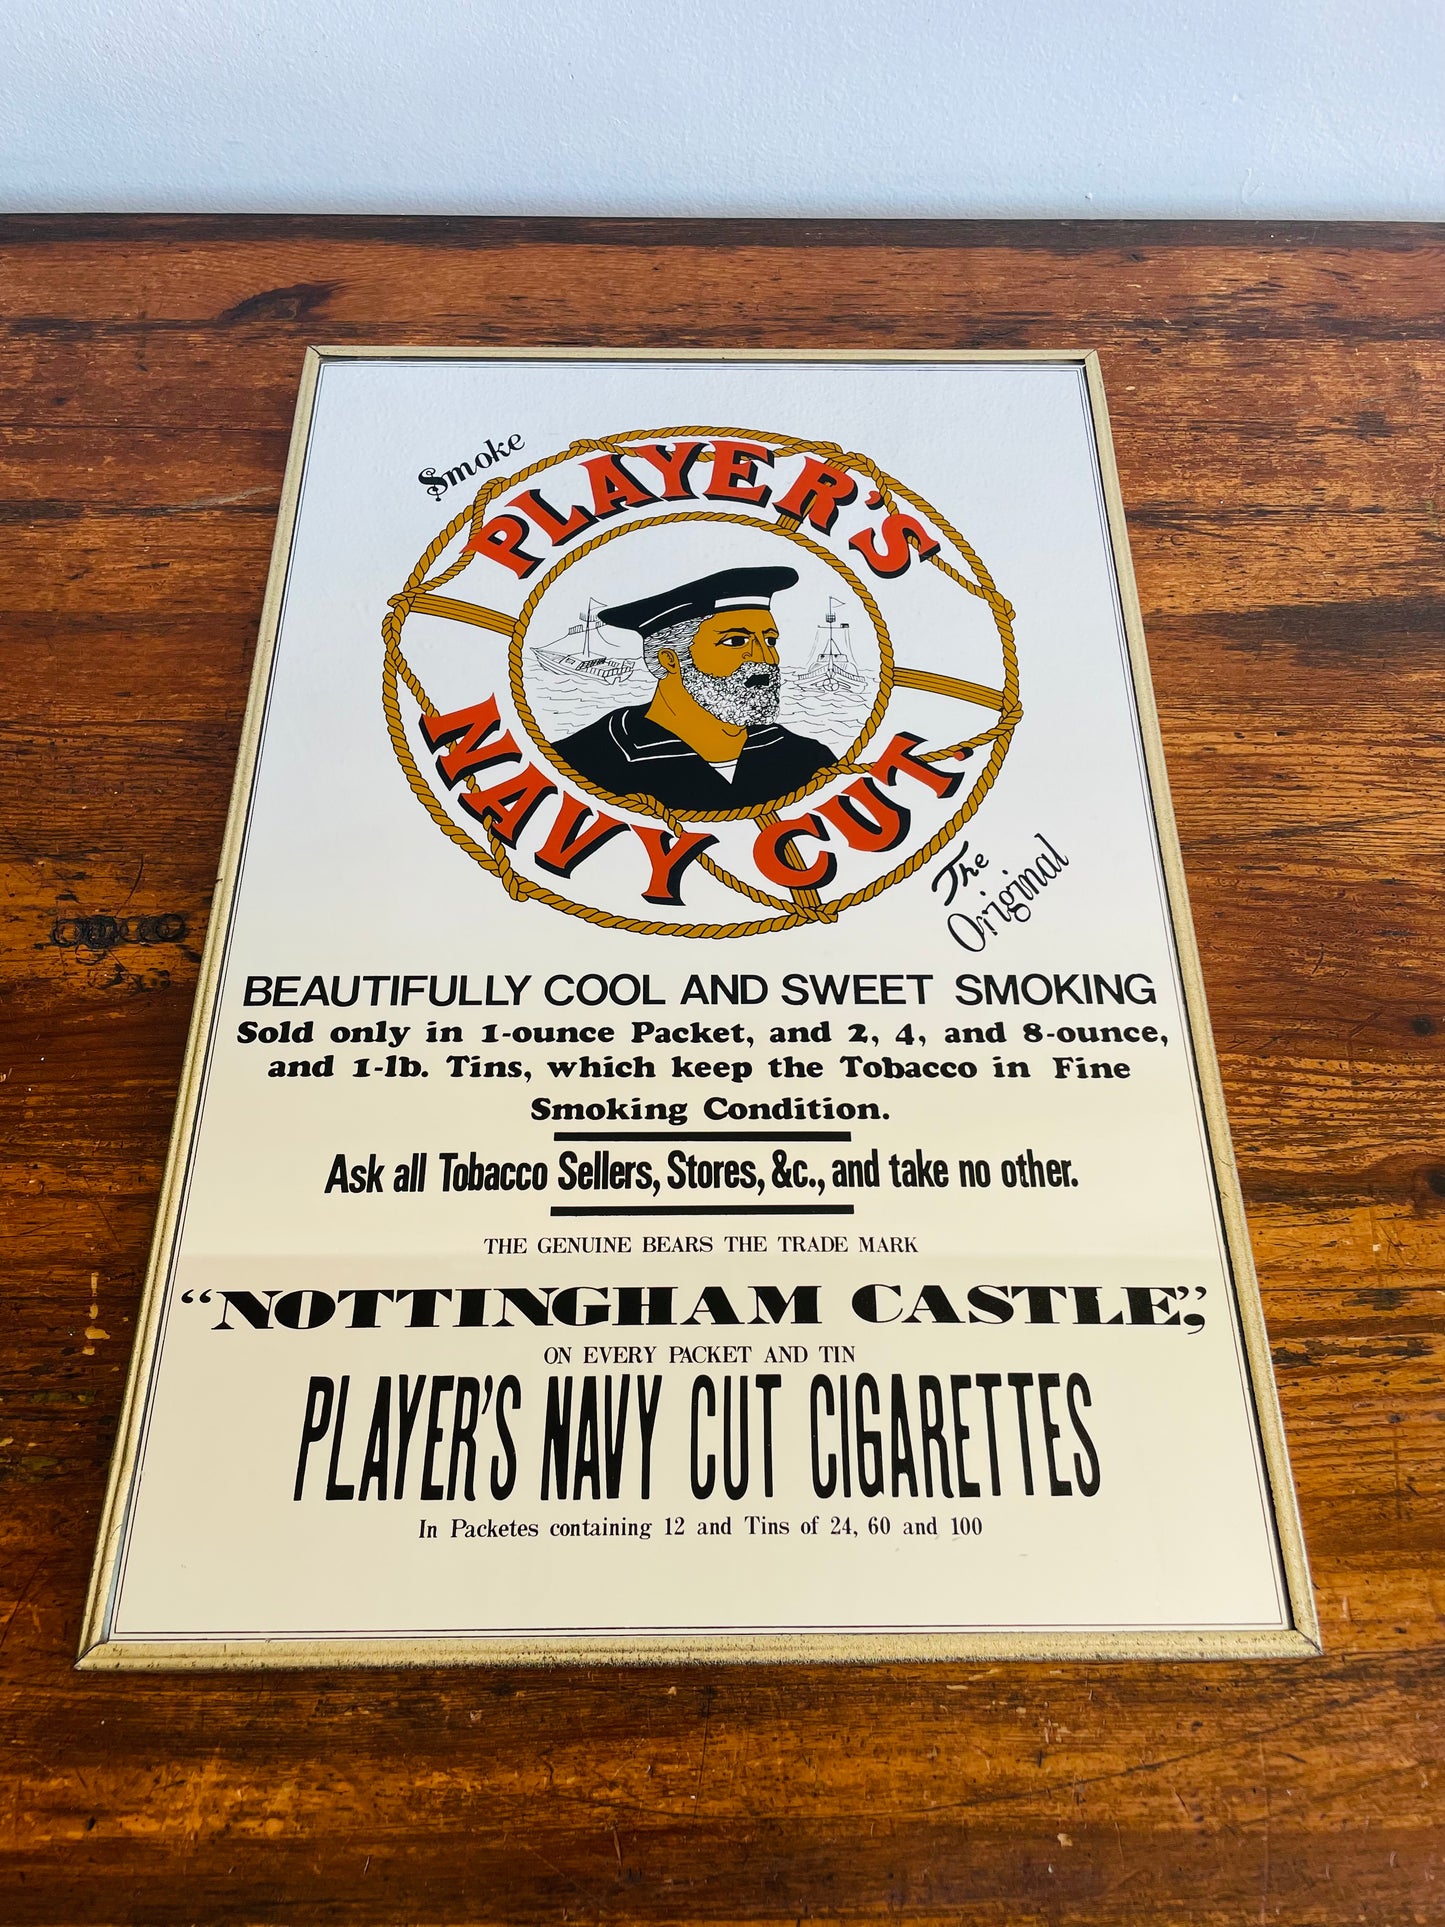 Smoke
PLAYER'S
NAVY CUT.
The
Original
BEAUTIFULLY COOL AND SWEET SMOKING
Sold only in 1-ounce Packet, and 2, 4, and 8-ounce,
and 1-lb. Tins, which keep the Tobacco in Fine
Smoking Condition.
Ask all Tobacco Sellers, Stores, &c., and take no other.
THE GENUINE BEARS THE TRADE MARK
“NOTTINGHAM CASTLE,”
ON EVERY PACKET AND TIN
PLAYER'S NAVY CUT CIGARETTES
In Packetes containing 12 and Tins of 24, 60 and 100